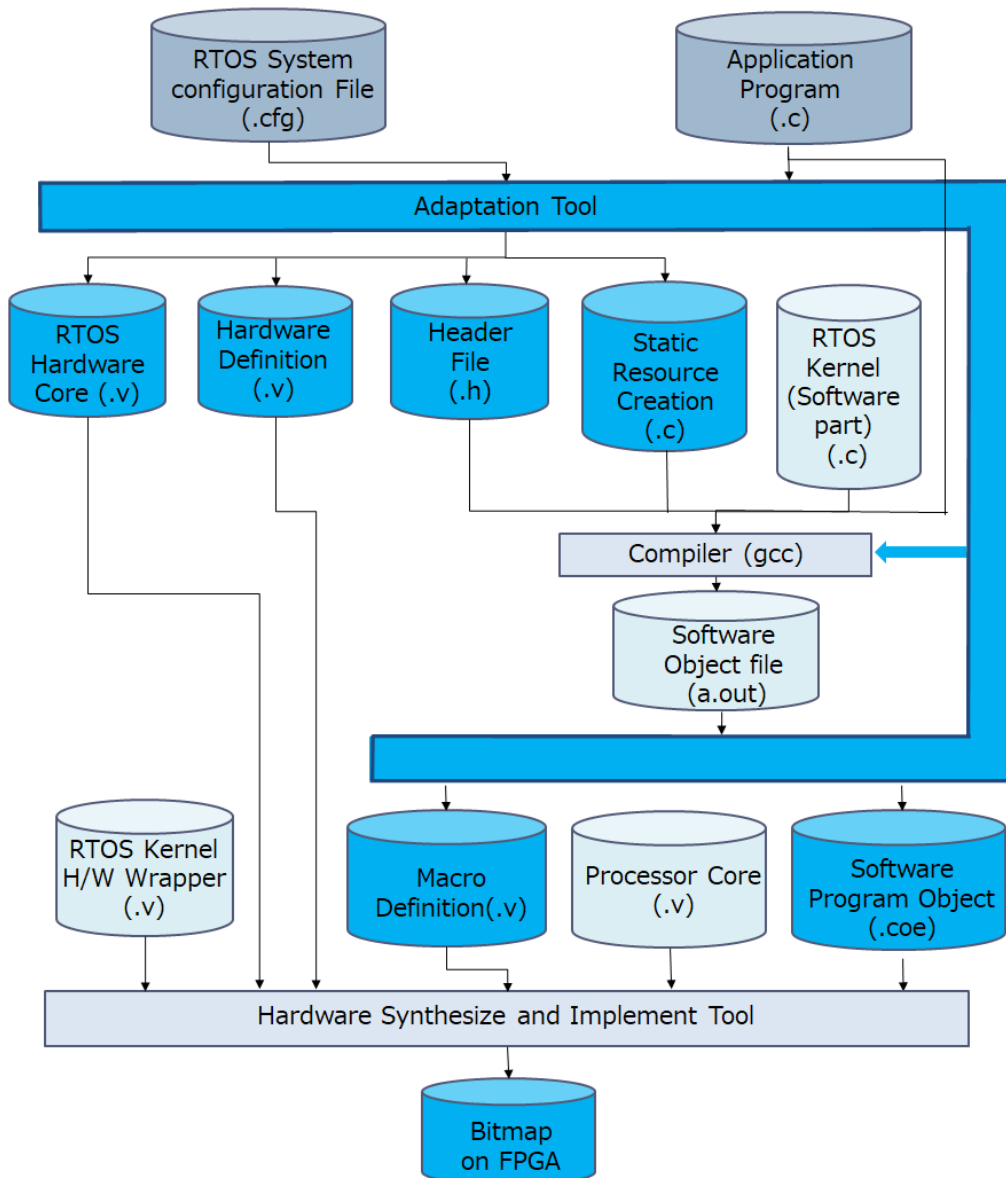 RTOS System
configuration File
(.cfg)
Application
Program
(.c)
Adaptation Tool
RTOS
Hardware
Core (.v)
Hardware
Definition
(.v)
Header
File
(.h)
Static
Resource
Creation
(.c)
RTOS
Kernel
(Software
part)
(.c)
Compiler (gcc)
Software
Object file
(a.out)
RTOS Kernel
H/W Wrapper
(.v)
Macro
Definition(.v)
Processor Core
(.v)
Software
Program Object
(.coe)
Hardware Synthesize and Implement Tool
Bitmap
on FPGA